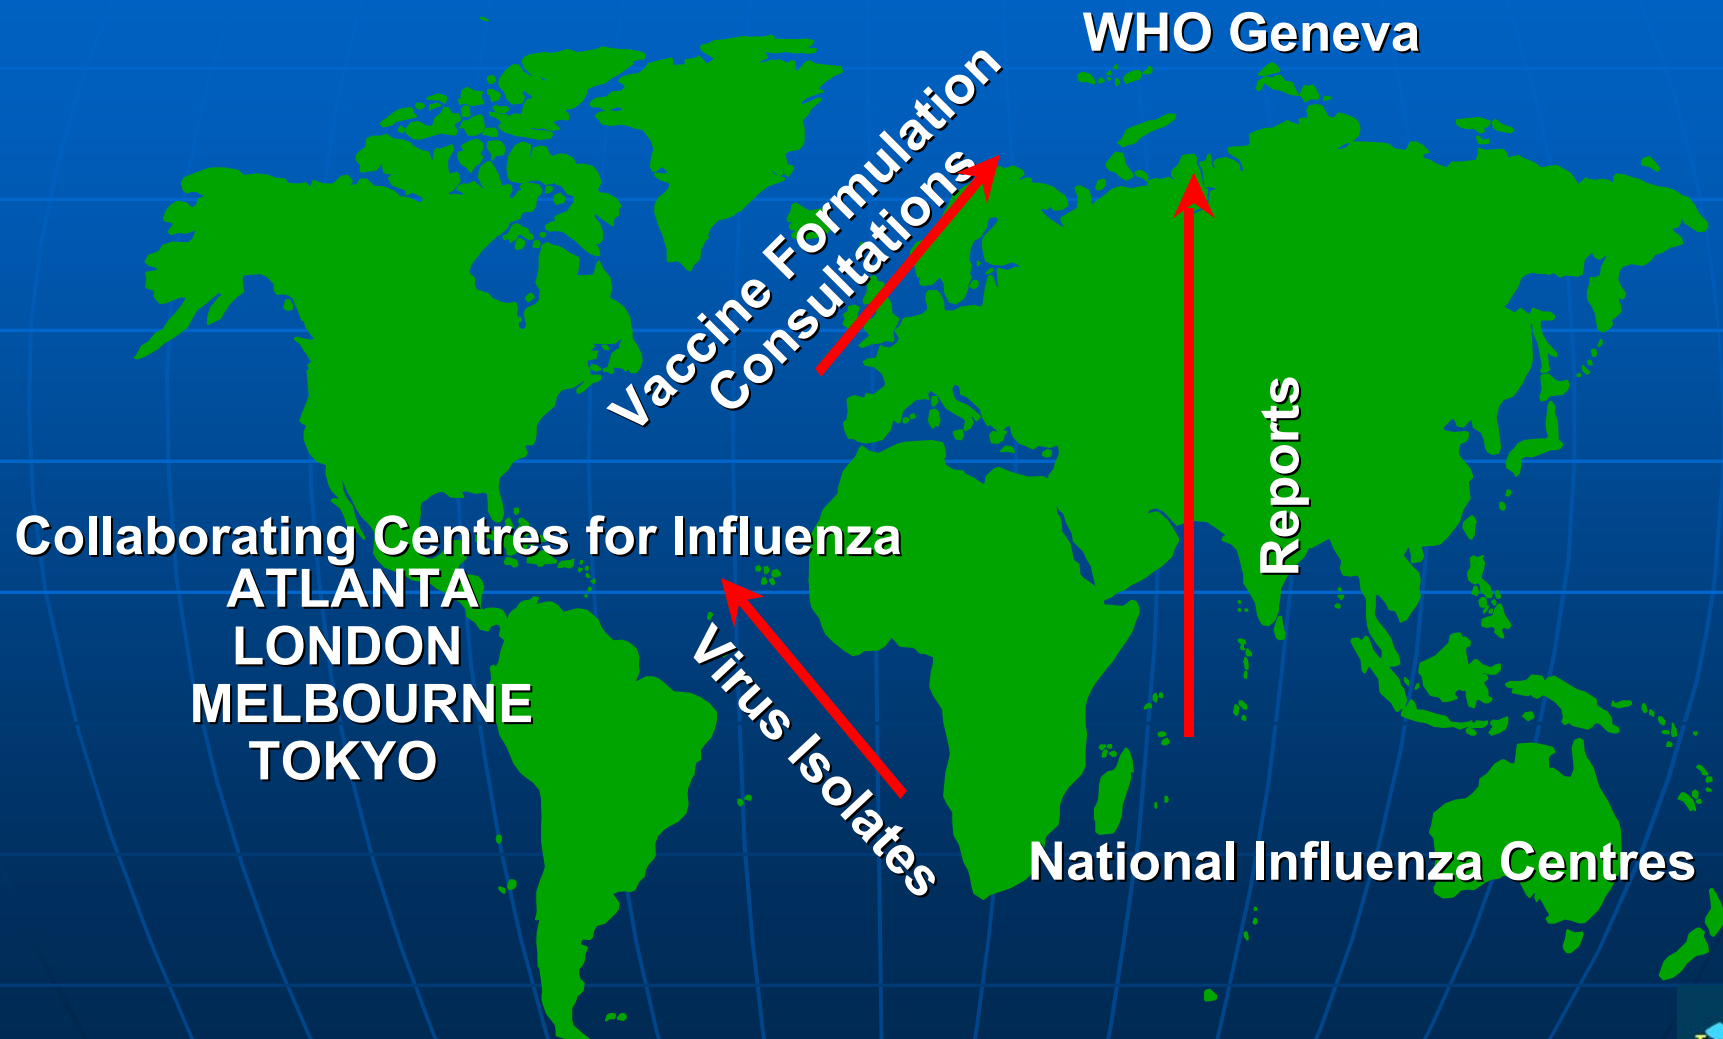 WHO Geneva
Vaccine Formulation
Consultations
Reports
Collaborating Centres for Influenza
ATLANTA
LONDON
MELBOURNE
TOKYO
Virus Isolates
National Influenza Centres